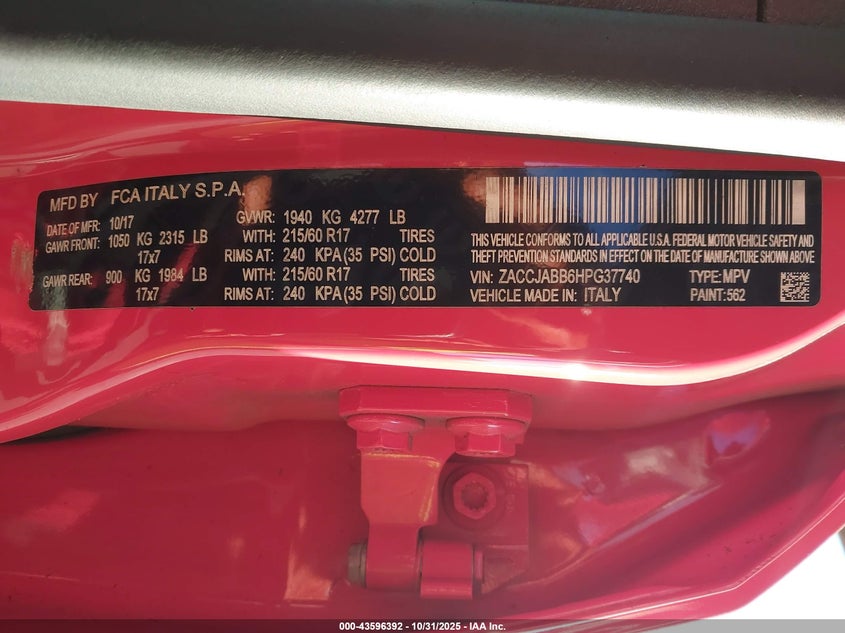 MFD BY FCA ITALY S.P.A.
DATE OF MFR: 10/17 GVWR: 1940 KG 4277 LB
GAWR FRONT: 1050 KG 2315 LB WITH: 215/60 R17 TIRES
17x7 RIMS AT: 240 KPA (35 PSI) COLD
GAWR REAR: 900 KG 1984 LB WITH: 215/60 R17 TIRES
17x7 RIMS AT: 240 KPA (35 PSI) COLD
THIS VEHICLE CONFORMS TO ALL APPLICABLE U.S.A. FEDERAL MOTOR VEHICLE SAFETY AND
THEFT PREVENTION STANDARDS IN EFFECT ON THE DATE OF MANUFACTURE SHOWN ABOVE
VIN: ZACCJABB6HPG37740 TYPE: MPV
VEHICLE MADE IN: ITALY PAINT: 562
000-43596392 - 10/31/2025 - IAA Inc.